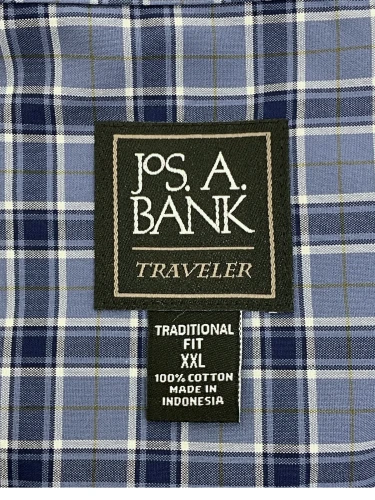 JOS. A.
BANK
TRAVELER
TRADITIONAL
FIT
XXL
100% COTTON
MADE IN
INDONESIA